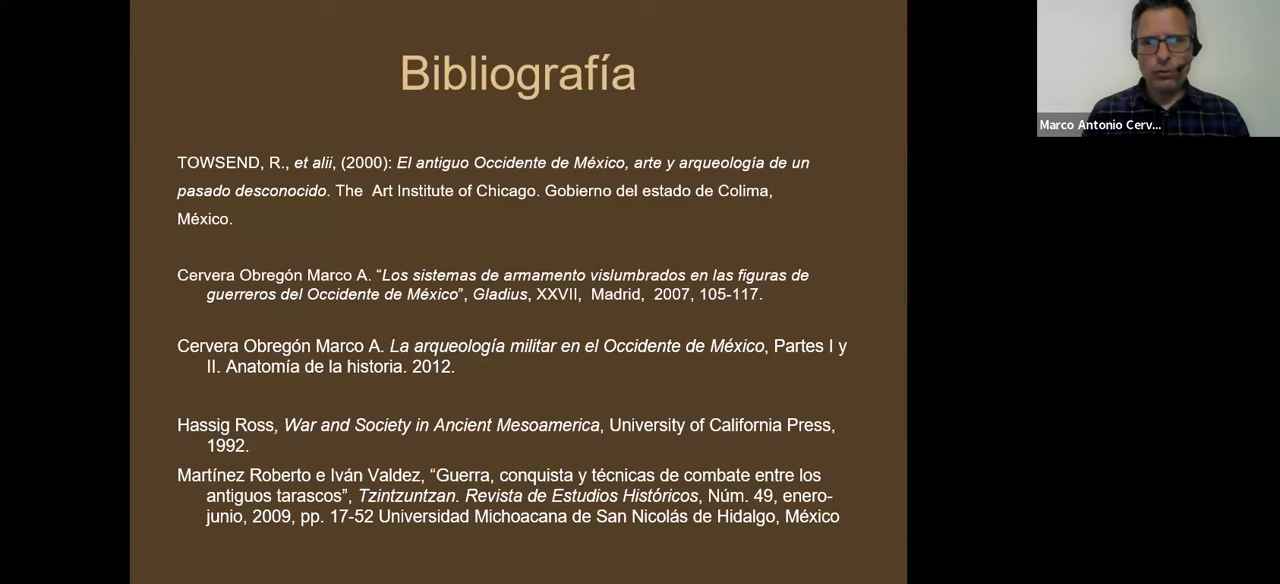 Bibliografía
TOWSEND, R., et alii, (2000): El antiguo Occidente de México, arte y arqueología de un
pasado desconocido. The Art Institute of Chicago. Gobierno del estado de Colima,
México.
Cervera Obregón Marco A. “Los sistemas de armamento vislumbrados en las figuras de
guerreros del Occidente de México”, Gladius, XXVII, Madrid, 2007, 105-117.
Cervera Obregón Marco A. La arqueología militar en el Occidente de México, Partes I y
II. Anatomía de la historia. 2012.
Hassig Ross, War and Society in Ancient Mesoamerica, University of California Press,
1992.
Martínez Roberto e Iván Valdez, “Guerra, conquista y técnicas de combate entre los
antiguos tarascos”, Tzintzuntzan. Revista de Estudios Históricos, Núm. 49, enero-
junio, 2009, pp. 17-52 Universidad Michoacana de San Nicolás de Hidalgo, México
Marco Antonio Cerv...